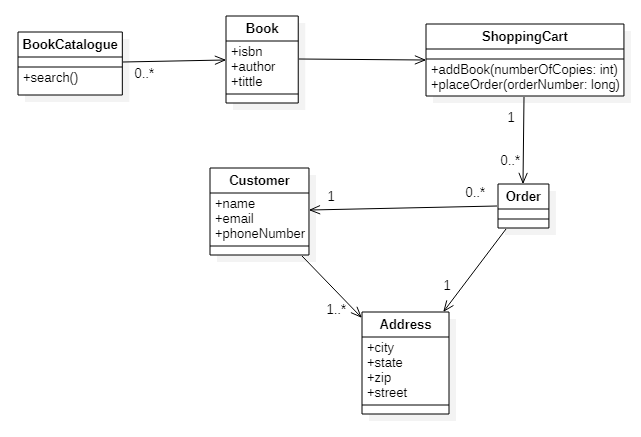 BookCatalogue
+search()
0..*
Book
+isbn
+author
+tittle
ShoppingCart
+addBook(numberOfCopies: int)
+placeOrder(orderNumber: long)
1
0..*
Customer
+name
+email
+phoneNumber
1
0..*
Order
1..*
1
Address
+city
+state
+zip
+street